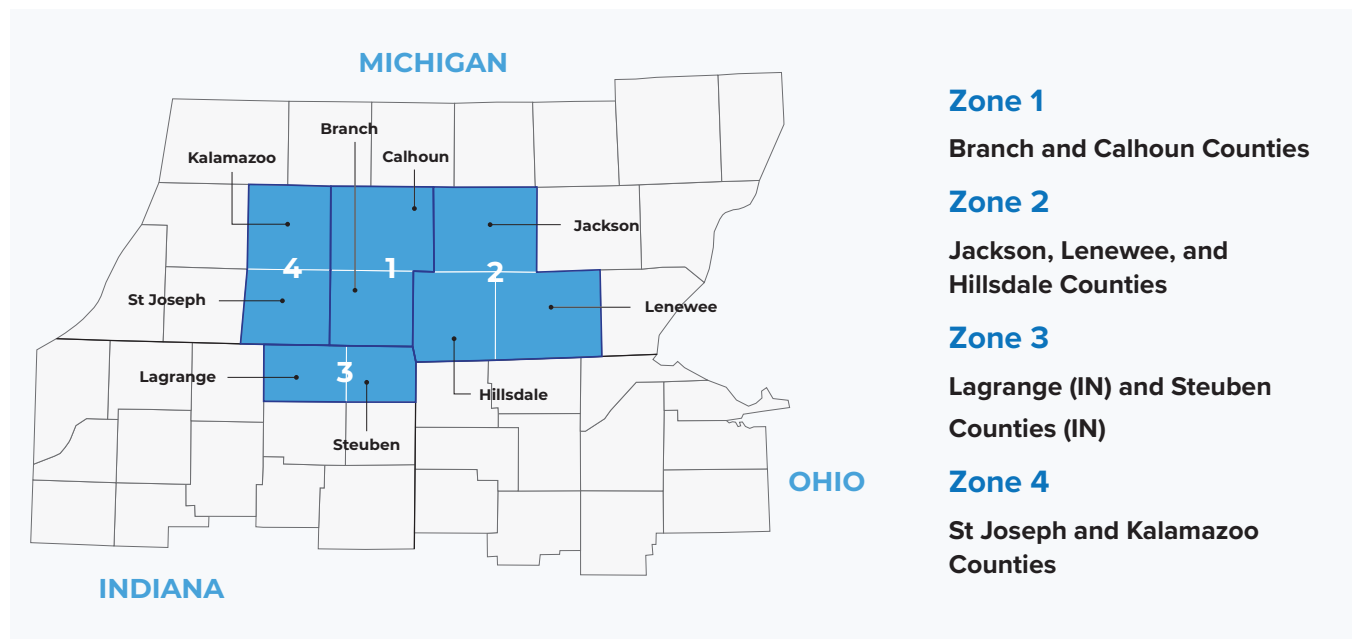 MICHIGAN
Branch
Kalamazoo
Calhoun
Jackson
4
1
2
St Joseph
Lenewee
3
Lagrange
Hillsdale
Steuben
OHIO
INDIANA
Zone 1
Branch and Calhoun Counties
Zone 2
Jackson, Lenewee, and
Hillsdale Counties
Zone 3
Lagrange (IN) and Steuben
Counties (IN)
Zone 4
St Joseph and Kalamazoo
Counties